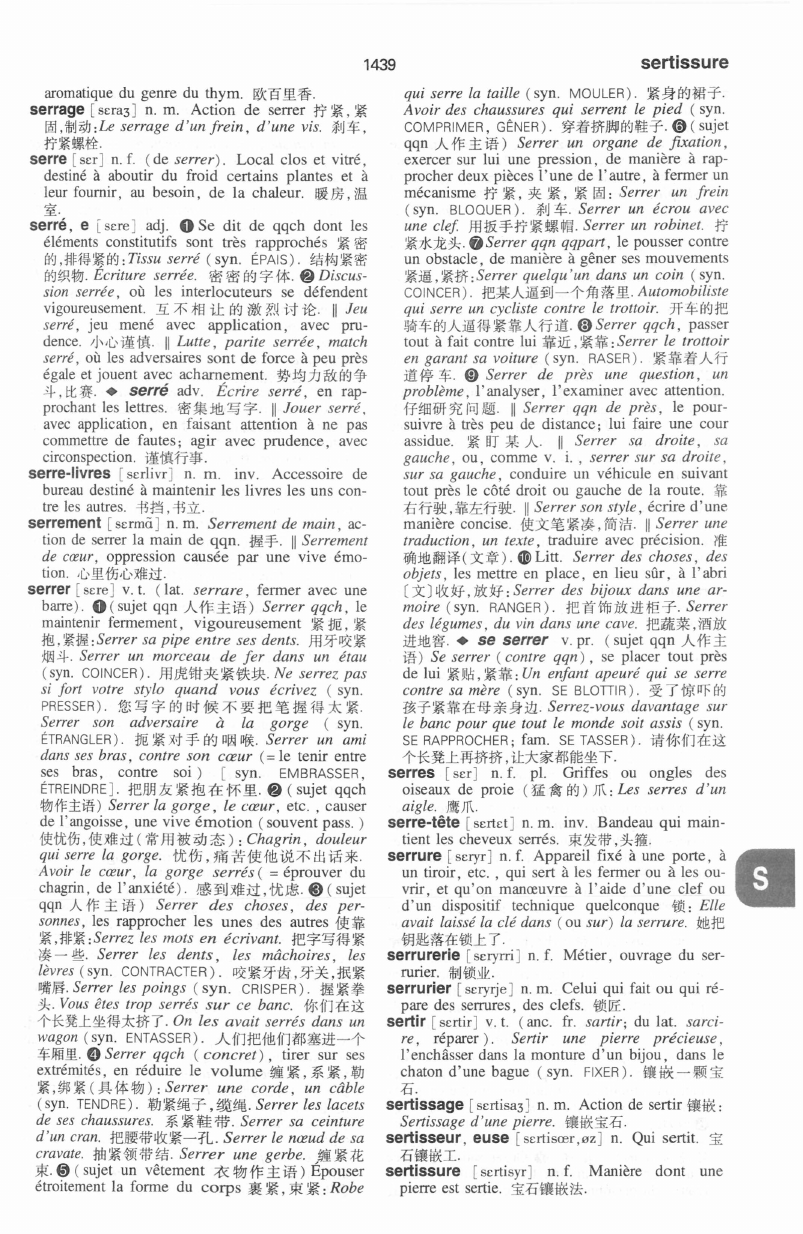 1439
sertissure
aromatique du genre du thym. 欧百里香.
serrage [sɛraʒ] n. m. Action de serrer 拧紧,紧
固,制动:Le serrage d'un frein, d'une vis. 刹车,
拧紧螺栓.
serre [sɛr] n. f. (de serrer). Local clos et vitré,
destiné à aboutir du froid certains plantes et à
leur fournir, au besoin, de la chaleur. 暖房,温
室.
serré, e [sere] adj. ❶ Se dit de qqch dont les
éléments constitutifs sont très rapprochés 紧密
的,排得紧的:Tissu serré (syn. ÉPAIS). 结构紧密
的织物. Écriture serrée. 密密的字体. ❷ Discus-
sion serrée, où les interlocuteurs se défendent
vigoureusement. 互不相让的激烈讨论. ‖ Jeu
serré, jeu mené avec application, avec pru-
dence. 小心谨慎. ‖ Lutte, parite serrée, match
serré, où les adversaires sont de force à peu près
égale et jouent avec acharnement. 势均力敌的争
斗,比赛. ◆ serré adv. Écrire serré, en rap-
prochant les lettres. 密集地写字. ‖ Jouer serré,
avec application, en faisant attention à ne pas
commettre de fautes; agir avec prudence, avec
circonspection. 谨慎行事.
serre-livres [sɛrlivr] n. m. inv. Accessoire de
bureau destiné à maintenir les livres les uns con-
tre les autres. 书挡,书立.
serrement [sɛrmɑ̃] n. m. Serrement de main, ac-
tion de serrer la main de qqn. 握手. ‖ Serrement
de cœur, oppression causée par une vive émo-
tion. 心里伤心难过.
serrer [sɛre] v. t. (lat. serrare, fermer avec une
barre). ❶ (sujet qqn 人作主语) Serrer qqch, le
maintenir fermement, vigoureusement 紧扼,紧
抱,紧握:Serrer sa pipe entre ses dents. 用牙咬紧
烟斗. Serrer un morceau de fer dans un étau
(syn. COINCER). 用虎钳夹紧铁块. Ne serrez pas
si fort votre stylo quand vous écrivez (syn.
PRESSER). 您写字的时候不要把笔握得太紧.
Serrer son adversaire à la gorge (syn.
ÉTRANGLER). 扼紧对手的咽喉. Serrer un ami
dans ses bras, contre son cœur (= le tenir entre
ses bras, contre soi) [syn. EMBRASSER,
ÉTREINDRE]. 把朋友紧抱在怀里. ❷ (sujet qqch
物作主语) Serrer la gorge, le cœur, etc., causer
de l'angoisse, une vive émotion (souvent pass.)
使忧伤,使难过(常用被动态): Chagrin, douleur
qui serre la gorge. 忧伤,痛苦使他说不出话来.
Avoir le cœur, la gorge serrés (= éprouver du
chagrin, de l'anxiété). 感到难过,忧虑. ❸ (sujet
qqn 人作主语) Serrer des choses, des per-
sonnes, les rapprocher les unes des autres 使靠
紧,排紧:Serrez les mots en écrivant. 把字写得紧
凑一些. Serrer les dents, les mâchoires, les
lèvres (syn. CONTRACTER). 咬紧牙齿,牙关,抿紧
嘴唇. Serrer les poings (syn. CRISPER). 握紧拳
头. Vous êtes trop serrés sur ce banc. 你们在这
个长凳上坐得太挤了. On les avait serrés dans un
wagon (syn. ENTASSER). 人们把他们都塞进一个
车厢里. ❹ Serrer qqch (concret), tirer sur ses
extrémités, en réduire le volume 缠紧,系紧,勒
紧,绑紧(具体物): Serrer une corde, un câble
(syn. TENDRE). 勒紧绳子,缆绳. Serrer les lacets
de ses chaussures. 系紧鞋带. Serrer sa ceinture
d'un cran. 把腰带收紧一孔. Serrer le nœud de sa
cravate. 抽紧领带结. Serrer une gerbe. 缠紧花
束. ❺ (sujet un vêtement 衣物作主语) Épouser
étroitement la forme du corps 裹紧,束紧: Robe
qui serre la taille (syn. MOULER). 紧身的裙子.
Avoir des chaussures qui serrent le pied (syn.
COMPRIMER, GÊNER). 穿着挤脚的鞋子. ❻ (sujet
qqn 人作主语) Serrer un organe de fixation,
exercer sur lui une pression, de manière à rap-
procher deux pièces l'une de l'autre, à fermer un
mécanisme 拧紧,夹紧,紧固: Serrer un frein
(syn. BLOQUER). 刹车. Serrer un écrou avec
une clef. 用扳手拧紧螺帽. Serrer un robinet. 拧
紧水龙头. ❼ Serrer qqn qqpart, le pousser contre
un obstacle, de manière à gêner ses mouvements
紧逼,紧挤:Serrer quelqu'un dans un coin (syn.
COINCER). 把某人逼到一个角落里. Automobiliste
qui serre un cycliste contre le trottoir. 开车的把
骑车的人逼得紧靠人行道. ❽ Serrer qqch, passer
tout à fait contre lui 靠近,紧靠:Serrer le trottoir
en garant sa voiture (syn. RASER). 紧靠着人行
道停车. ❾ Serrer de près une question, un
problème, l'analyser, l'examiner avec attention.
仔细研究问题. ‖ Serrer qqn de près, le pour-
suivre à très peu de distance; lui faire une cour
assidue. 紧盯某人. ‖ Serrer sa droite, sa
gauche, ou, comme v. i., serrer sur sa droite,
sur sa gauche, conduire un véhicule en suivant
tout près le côté droit ou gauche de la route. 靠
右行驶,靠左行驶. ‖ Serrer son style, écrire d'une
manière concise. 使文笔紧凑,简洁. ‖ Serrer une
traduction, un texte, traduire avec précision. 准
确地翻译(文章). ❿ Litt. Serrer des choses, des
objets, les mettre en place, en lieu sûr, à l'abri
〔文〕收好,放好: Serrer des bijoux dans une ar-
moire (syn. RANGER). 把首饰放进柜子. Serrer
des légumes, du vin dans une cave. 把蔬菜,酒放
进地窖. ◆ se serrer v. pr. (sujet qqn 人作主
语) Se serrer (contre qqn), se placer tout près
de lui 紧贴,紧靠: Un enfant apeuré qui se serre
contre sa mère (syn. SE BLOTTIR). 受了惊吓的
孩子紧靠在母亲身边. Serrez-vous davantage sur
le banc pour que tout le monde soit assis (syn.
SE RAPPROCHER; fam. SE TASSER). 请你们在这
个长凳上再挤挤,让大家都能坐下.
serres [sɛr] n. f. pl. Griffes ou ongles des
oiseaux de proie (猛禽的)爪: Les serres d'un
aigle. 鹰爪.
serre-tête [sɛrtɛt] n. m. inv. Bandeau qui main-
tient les cheveux serrés. 束发带,头箍.
serrure [sɛryr] n. f. Appareil fixé à une porte, à
un tiroir, etc., qui sert à les fermer ou à les ou-
vrir, et qu'on manœuvre à l'aide d'une clef ou
d'un dispositif technique quelconque 锁: Elle
avait laissé la clé dans (ou sur) la serrure. 她把
钥匙落在锁上了.
serrurerie [sɛryrri] n. f. Métier, ouvrage du ser-
rurier. 制锁业.
serrurier [sɛryrje] n. m. Celui qui fait ou qui ré-
pare des serrures, des clefs. 锁匠.
sertir [sɛrtir] v. t. (anc. fr. sartir; du lat. sarci-
re, réparer). Sertir une pierre précieuse,
l'enchâsser dans la monture d'un bijou, dans le
chaton d'une bague (syn. FIXER). 镶嵌一颗宝
石.
sertissage [sɛrtisaʒ] n. m. Action de sertir 镶嵌:
Sertissage d'une pierre. 镶嵌宝石.
sertisseur, euse [sɛrtisœr,øz] n. Qui sertit. 宝
石镶嵌工.
sertissure [sɛrtisyr] n. f. Manière dont une
pierre est sertie. 宝石镶嵌法.
S